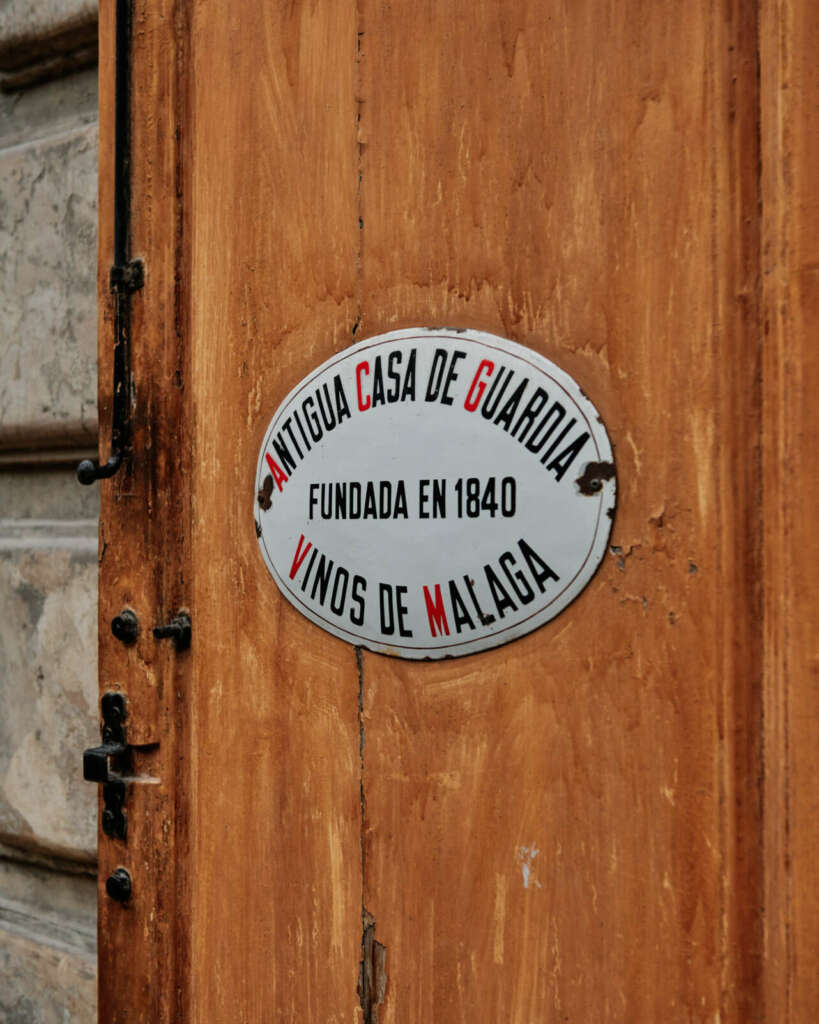 ANTIGUA CASA DE GUARDIA
FUNDADA EN 1840
VINOS DE MALAGA